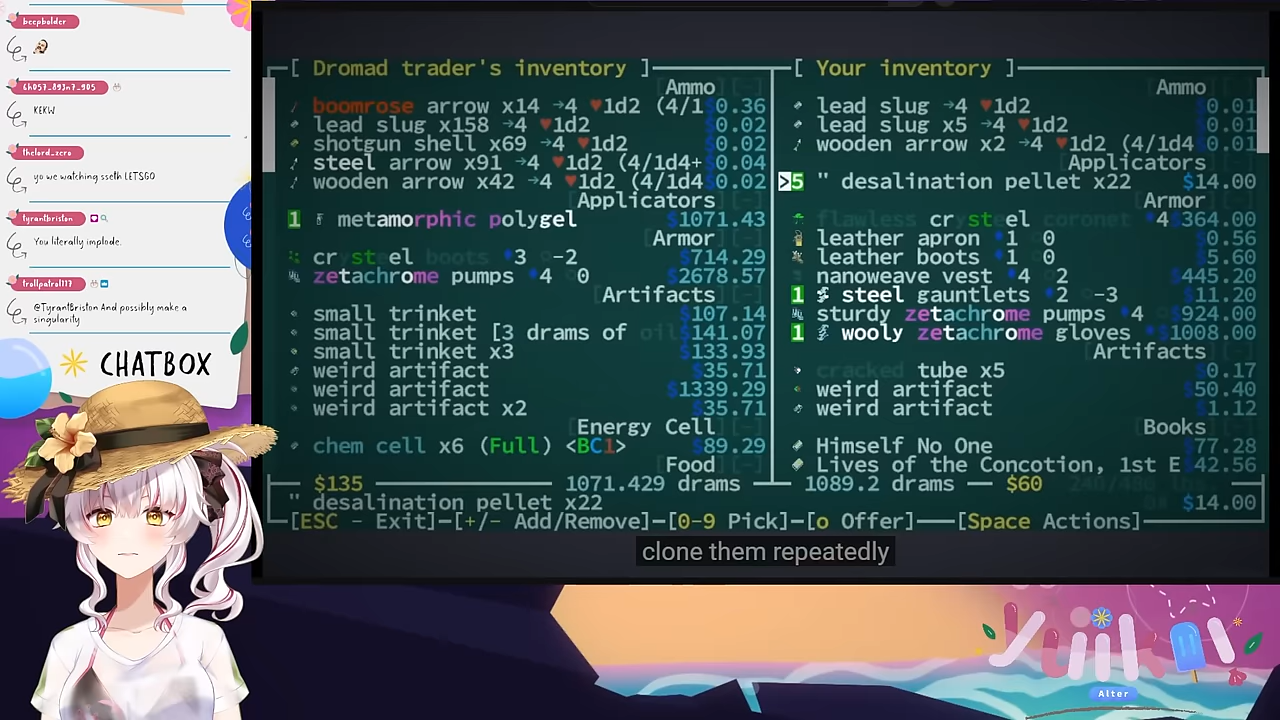 beepbolder
6h057_893n7_905
KEKW
thelord_zero
yo we watching sseth LETSGO
tyrantbriston
You literally implode.
trollpatrol117
@TyrantBriston And possibly make a
singularity
CHATBOX
[ Dromad trader's inventory ]
Ammo
boomrose arrow x14 →4 ♥1d2 (4/1 $0.36
lead slug x158 →4 ♥1d2 $0.02
shotgun shell x69 →4 ♥1d2 $0.02
steel arrow x91 →4 ♥1d2 (4/1d4+ $0.04
wooden arrow x42 →4 ♥1d2 (4/1d4 $0.02
Applicators [-]
1 metamorphic polygel $1071.43
Armor [-]
crysteel boots ♦3 ○-2 $714.29
zetachrome pumps ♦4 ○0 $2678.57
Artifacts [-]
small trinket $107.14
small trinket [3 drams of oil $141.07
small trinket x3 $133.93
weird artifact $35.71
weird artifact $1339.29
weird artifact x2 $35.71
Energy Cell [-]
chem cell x6 (Full) <BC1> $89.29
Food [-]
$135 1071.429 drams
[ Your inventory ]
Ammo
lead slug →4 ♥1d2 $0.01
lead slug x5 →4 ♥1d2 $0.01
wooden arrow x2 →4 ♥1d2 (4/1d4 $0.01
Applicators [-]
>5 " desalination pellet x22 $14.00
Armor [-]
flawless crysteel coronet ♦4 $364.00
leather apron ♦1 ○0 $0.56
leather boots ♦1 ○0 $5.60
nanoweave vest ♦4 ○2 $445.20
1 steel gauntlets ♦2 ○-3 $11.20
sturdy zetachrome pumps ♦4 $924.00
1 wooly zetachrome gloves ♦ $1008.00
Artifacts [-]
cracked tube x5 $0.17
weird artifact $50.40
weird artifact $1.12
Books [-]
Himself No One $77.28
Lives of the Concotion, 1st E $42.56
1089.2 drams — $60
" desalination pellet x22 $14.00
[ESC - Exit]-[+/- Add/Remove]-[0-9 Pick]-[o Offer]-[Space Actions]
clone them repeatedly
Alter